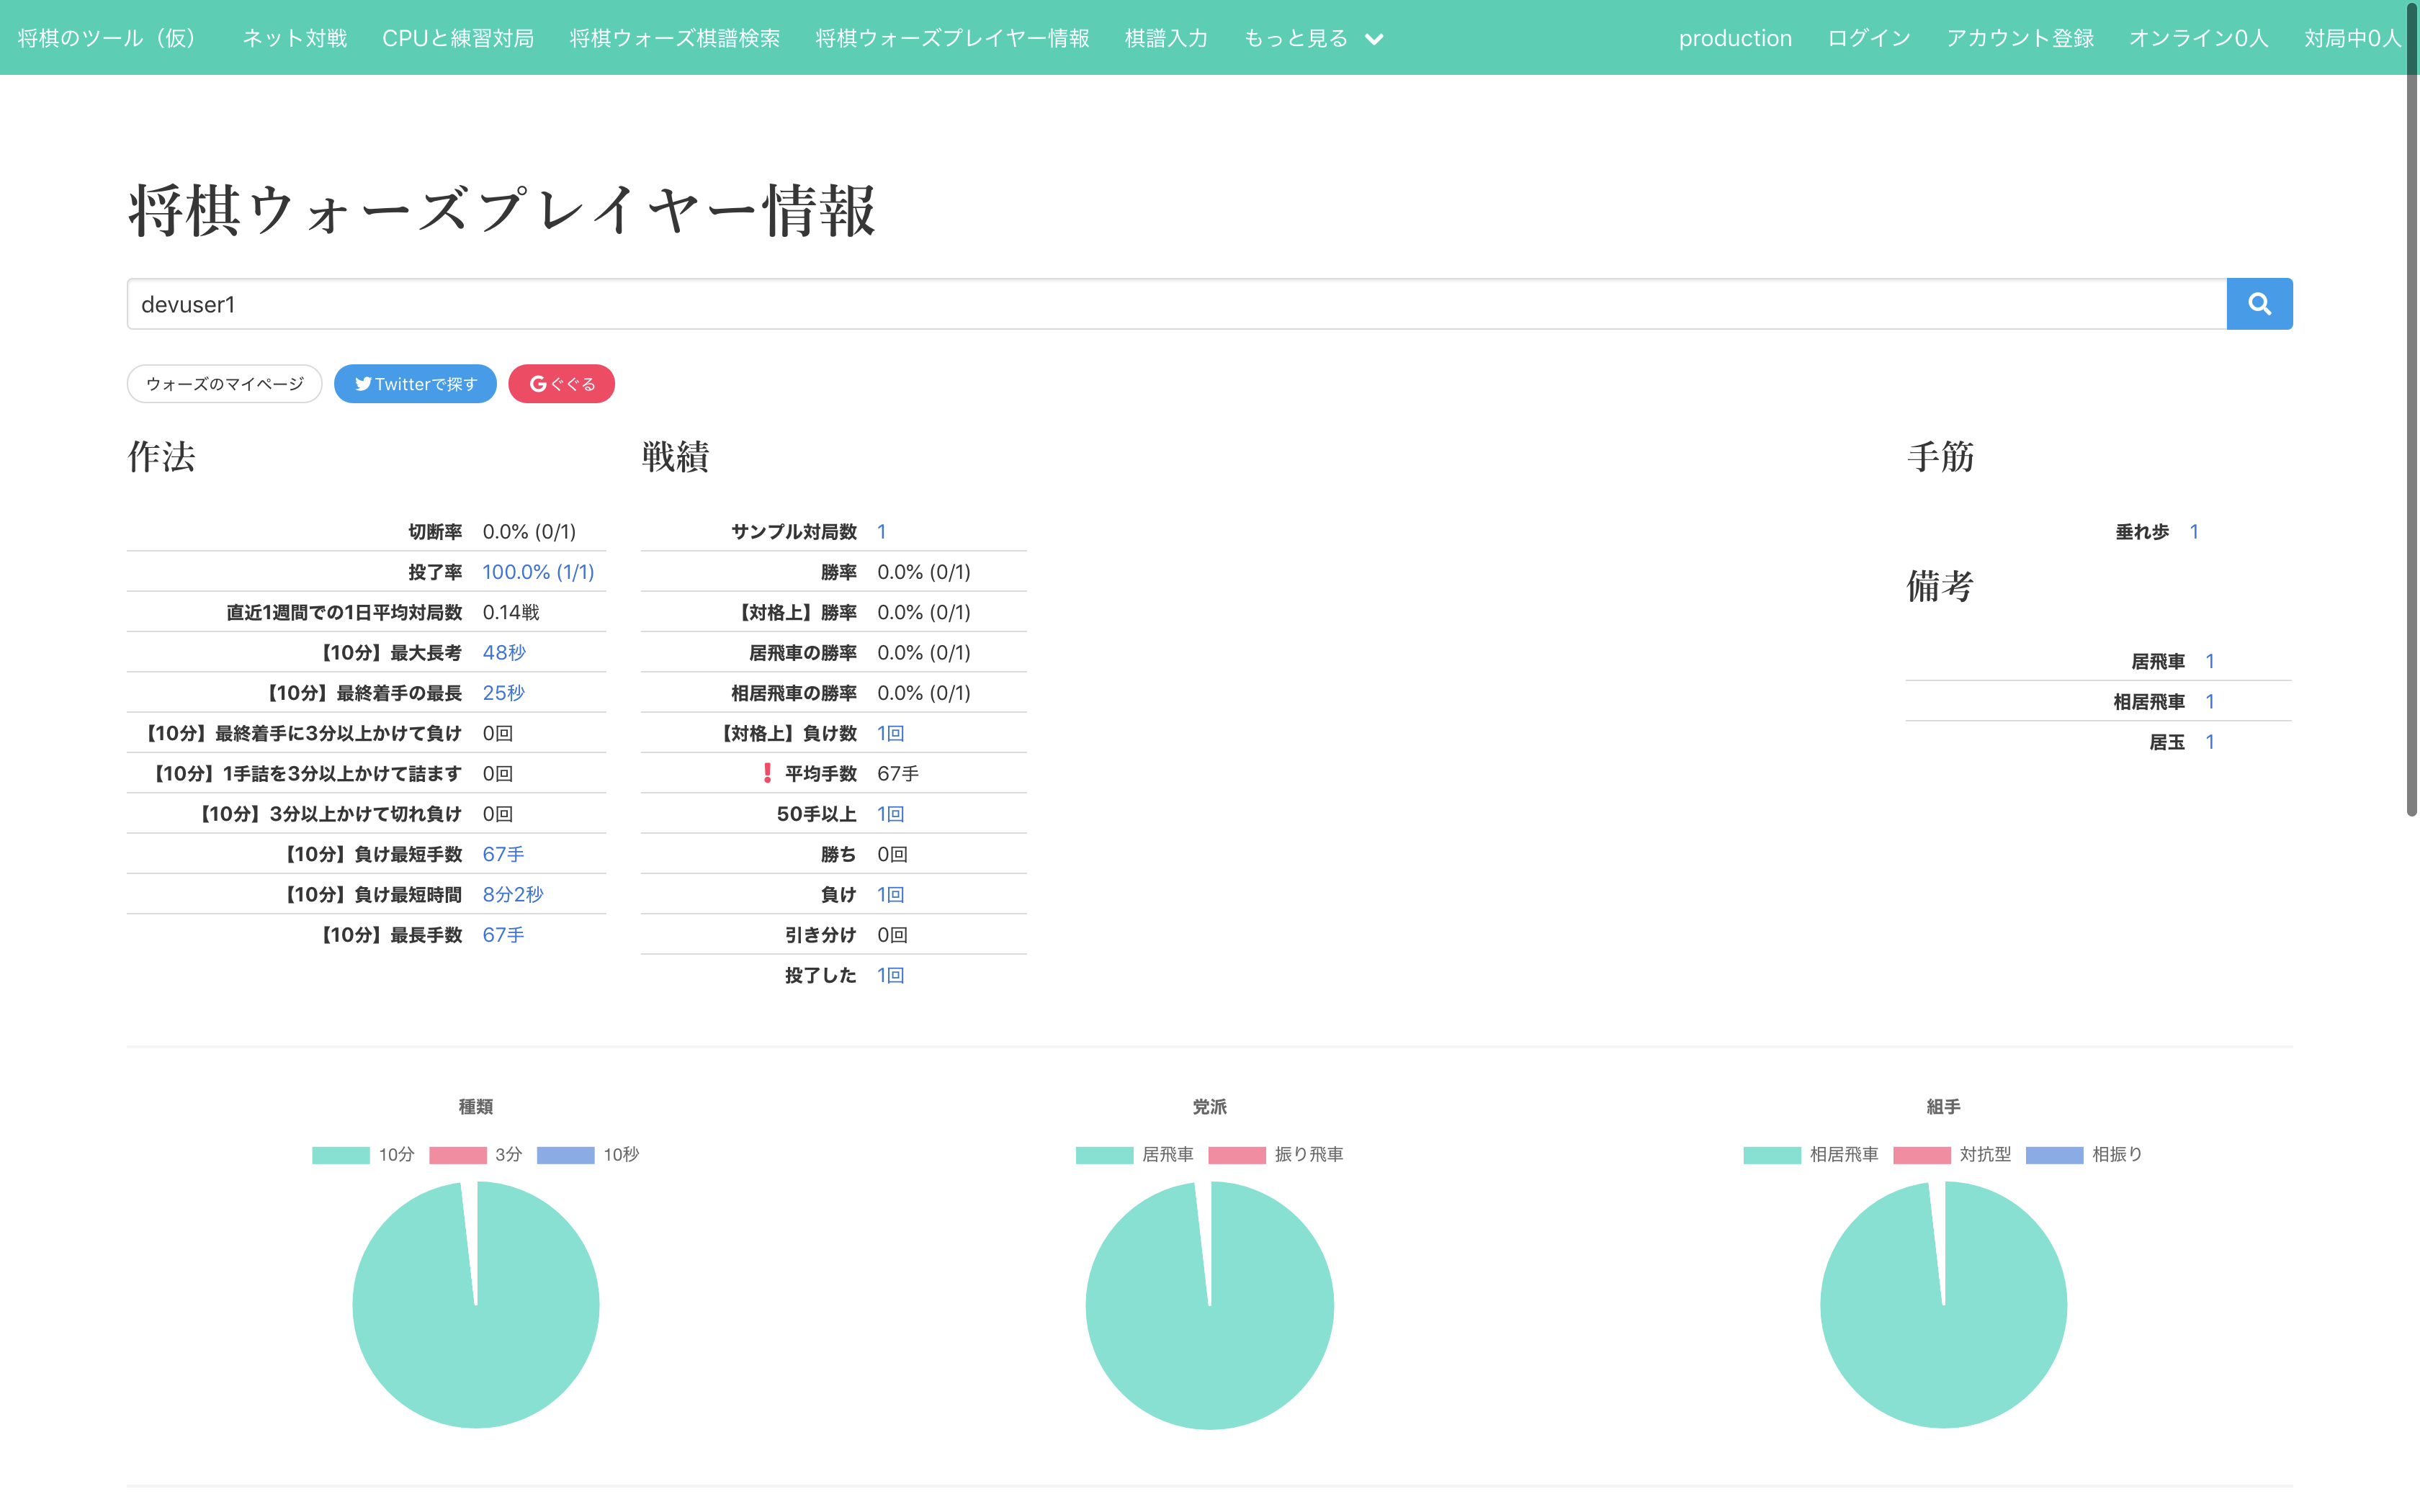 将棋のツール（仮） ネット対戦 CPUと練習対局 将棋ウォーズ棋譜検索 将棋ウォーズプレイヤー情報 棋譜入力 もっと見る production ログイン アカウント登録 オンライン0人 対局中0人
将棋ウォーズプレイヤー情報
devuser1
ウォーズのマイページ Twitterで探す ぐぐる
作法
切断率 0.0% (0/1)
投了率 100.0% (1/1)
直近1週間での1日平均対局数 0.14戦
【10分】最大長考 48秒
【10分】最終着手の最長 25秒
【10分】最終着手に3分以上かけて負け 0回
【10分】1手詰を3分以上かけて詰ます 0回
【10分】3分以上かけて切れ負け 0回
【10分】負け最短手数 67手
【10分】負け最短時間 8分2秒
【10分】最長手数 67手
戦績
サンプル対局数 1
勝率 0.0% (0/1)
【対格上】勝率 0.0% (0/1)
居飛車の勝率 0.0% (0/1)
相居飛車の勝率 0.0% (0/1)
【対格上】負け数 1回
❗ 平均手数 67手
50手以上 1回
勝ち 0回
負け 1回
引き分け 0回
投了した 1回
手筋
垂れ歩 1
備考
居飛車 1
相居飛車 1
居玉 1
種類
10分 3分 10秒
党派
居飛車 振り飛車
組手
相居飛車 対抗型 相振り